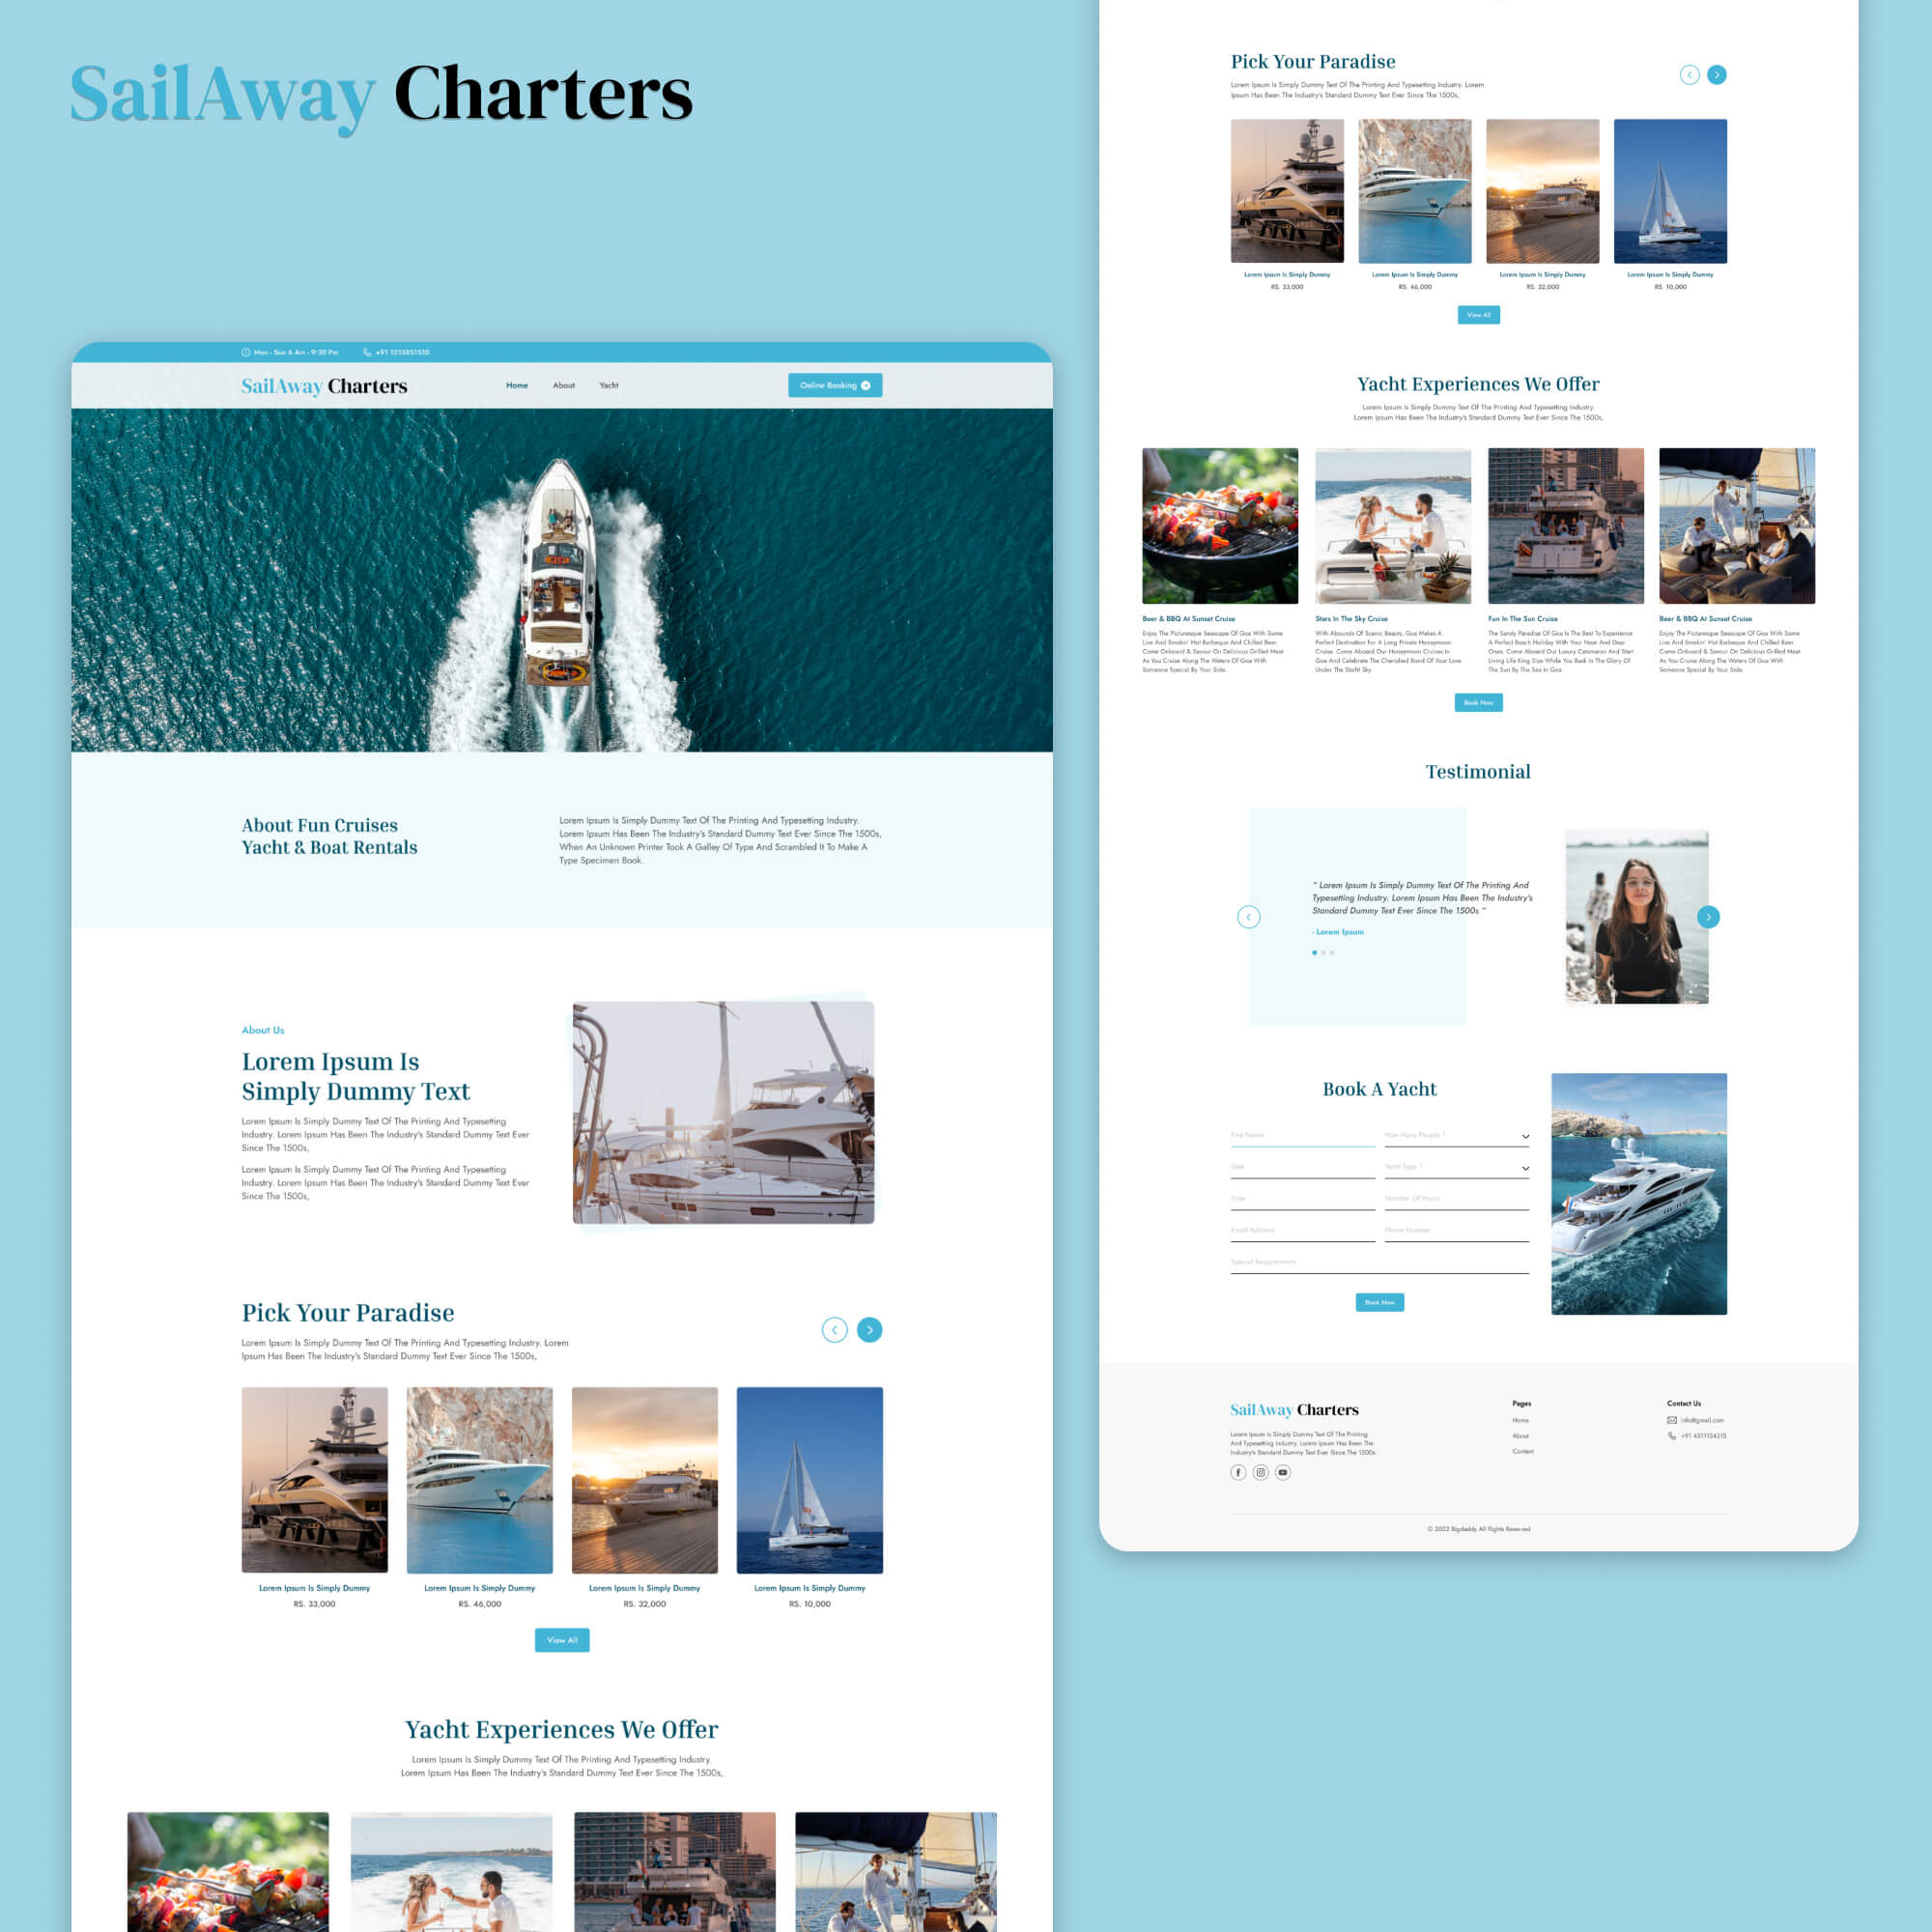 SailAway Charters
Mon - Sun 6 Am - 9:30 Pm
+91 1215851510
SailAway Charters
Home
About
Yacht
Online Booking
About Fun Cruises
Yacht & Boat Rentals
Lorem Ipsum Is Simply Dummy Text Of The Printing And Typesetting Industry.
Lorem Ipsum Has Been The Industry's Standard Dummy Text Ever Since The 1500s,
When An Unknown Printer Took A Galley Of Type And Scrambled It To Make A
Type Specimen Book.
About Us
Lorem Ipsum Is
Simply Dummy Text
Lorem Ipsum Is Simply Dummy Text Of The Printing And Typesetting
Industry. Lorem Ipsum Has Been The Industry's Standard Dummy Text Ever
Since The 1500s,
Lorem Ipsum Is Simply Dummy Text Of The Printing And Typesetting
Industry. Lorem Ipsum Has Been The Industry's Standard Dummy Text Ever
Since The 1500s,
Pick Your Paradise
Lorem Ipsum Is Simply Dummy Text Of The Printing And Typesetting Industry. Lorem
Ipsum Has Been The Industry's Standard Dummy Text Ever Since The 1500s,
Lorem Ipsum Is Simply Dummy
RS. 33,000
Lorem Ipsum Is Simply Dummy
RS. 46,000
Lorem Ipsum Is Simply Dummy
RS. 32,000
Lorem Ipsum Is Simply Dummy
RS. 10,000
View All
Yacht Experiences We Offer
Lorem Ipsum Is Simply Dummy Text Of The Printing And Typesetting Industry.
Lorem Ipsum Has Been The Industry's Standard Dummy Text Ever Since The 1500s,
Pick Your Paradise
Lorem Ipsum Is Simply Dummy Text Of The Printing And Typesetting Industry. Lorem
Ipsum Has Been The Industry's Standard Dummy Text Ever Since The 1500s,
Lorem Ipsum Is Simply Dummy
RS. 33,000
Lorem Ipsum Is Simply Dummy
RS. 46,000
Lorem Ipsum Is Simply Dummy
RS. 32,000
Lorem Ipsum Is Simply Dummy
RS. 10,000
View All
Yacht Experiences We Offer
Lorem Ipsum Is Simply Dummy Text Of The Printing And Typesetting Industry.
Lorem Ipsum Has Been The Industry's Standard Dummy Text Ever Since The 1500s,
Beer & BBQ At Sunset Cruise
Enjoy The Picturesque Seascape Of Goa With Some
Live And Smokin' Hot Barbeque And Chilled Beer.
Come Onboard & Savour On Delicious Grilled Meat
As You Cruise Along The Waters Of Goa With
Someone Special By Your Side.
Stars In The Sky Cruise
With Abounds Of Scenic Beauty, Goa Makes A
Perfect Destination For A Long Private Honeymoon
Cruise. Come Aboard Our Honeymoon Cruises In
Goa And Celebrate The Cherished Bond Of Your Love
Under The Starlit Sky
Fun In The Sun Cruise
The Sandy Paradise Of Goa Is The Best To Experience
A Perfect Beach Holiday With Your Near And Dear
Ones. Come Aboard Our Luxury Catamaran And Start
Living Life King Size While You Bask In The Glory Of
The Sun By The Sea In Goa.
Beer & BBQ At Sunset Cruise
Enjoy The Picturesque Seascape Of Goa With Some
Live And Smokin' Hot Barbeque And Chilled Beer.
Come Onboard & Savour On Delicious Grilled Meat
As You Cruise Along The Waters Of Goa With
Someone Special By Your Side.
Book Now
Testimonial
" Lorem Ipsum Is Simply Dummy Text Of The Printing And
Typesetting Industry. Lorem Ipsum Has Been The Industry's
Standard Dummy Text Ever Since The 1500s "
- Lorem Ipsum
Book A Yacht
First Name
How Many People ?
Date
Yacht Type ?
Time
Number Of Hours
Email Address
Phone Number
Special Requirements
Book Now
SailAway Charters
Lorem Ipsum Is Simply Dummy Text Of The Printing
And Typesetting Industry. Lorem Ipsum Has Been The
Industry's Standard Dummy Text Ever Since The 1500s.
Pages
Home
About
Content
Contact Us
info@gmail.com
+91 4511154315
© 2022 Bigdaddy All Rights Reserved